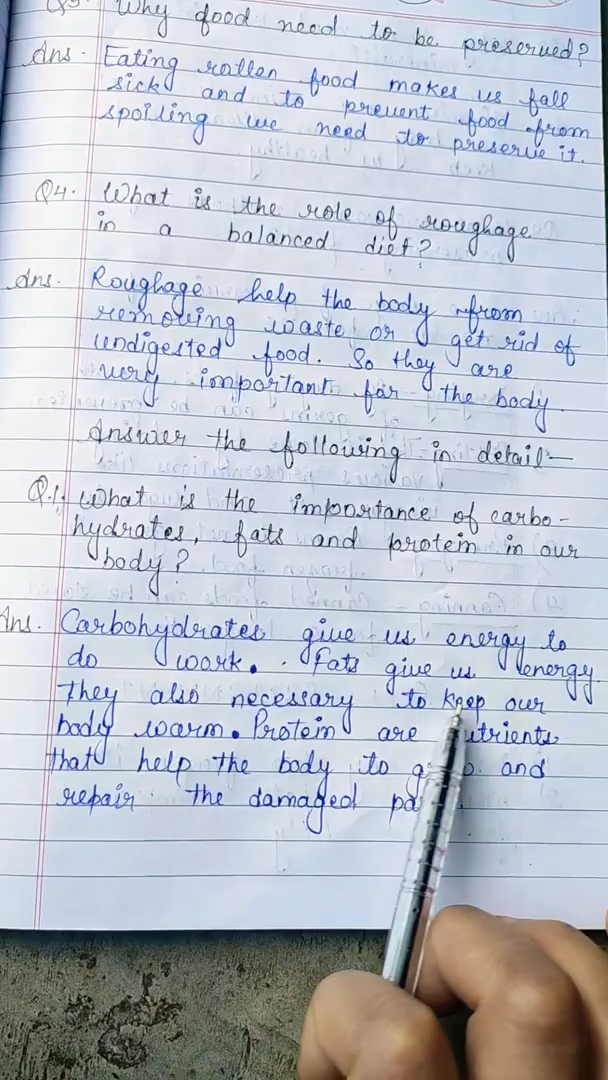 Why food need to be preserved?
Ans. Eating rotten food makes us fall
sick and to prevent food from
spoiling we need to preserve it.
Q4. What is the role of roughage
in a balanced diet?
Ans. Roughage help the body from
removing waste or get rid of
undigested food. So they are
very important for the body.
Answer the following in detail-
Q.1. What is the importance of carbo-
hydrates, fats and protein in our
body?
Ans. Carbohydrates give us energy to
do work. Fats give us energy.
They also necessary to keep our
body warm. Protein are
that help the body to and
repair the damaged